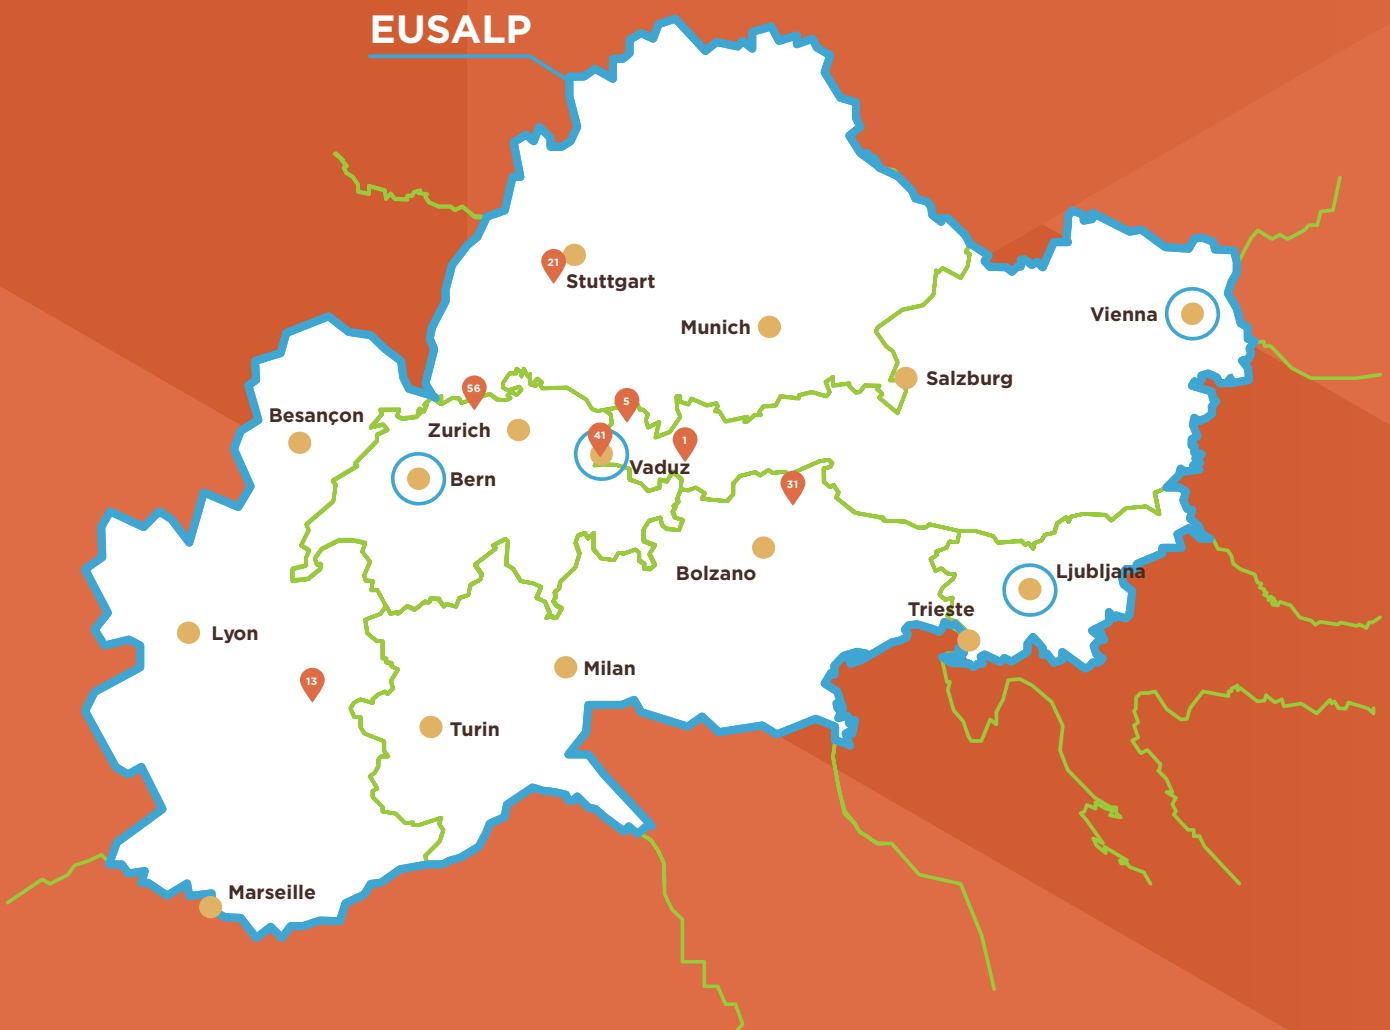 EUSALP
21
Stuttgart
Vienna
Munich
Salzburg
56
5
Besançon
Zurich
41
1
Vaduz
Bern
31
Bolzano
Ljubljana
Trieste
Lyon
Milan
13
Turin
Marseille